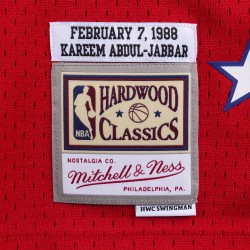 FEBRUARY 7, 1988
KAREEM ABDUL-JABBAR
HARDWOOD
NBA
CLASSICS
NOSTALGIA CO.
Mitchell & Ness
PHILADELPHIA, PA.
HWC SWINGMAN